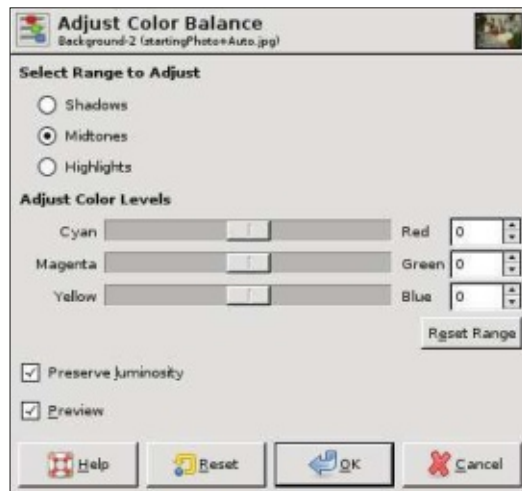 Adjust Color Balance
Background-2 (startingPhoto+Auto.jpg)
Select Range to Adjust
Shadows
Midtones
Highlights
Adjust Color Levels
Cyan Red 0
Magenta Green 0
Yellow Blue 0
Reset Range
Preserve luminosity
Preview
Help Reset OK Cancel